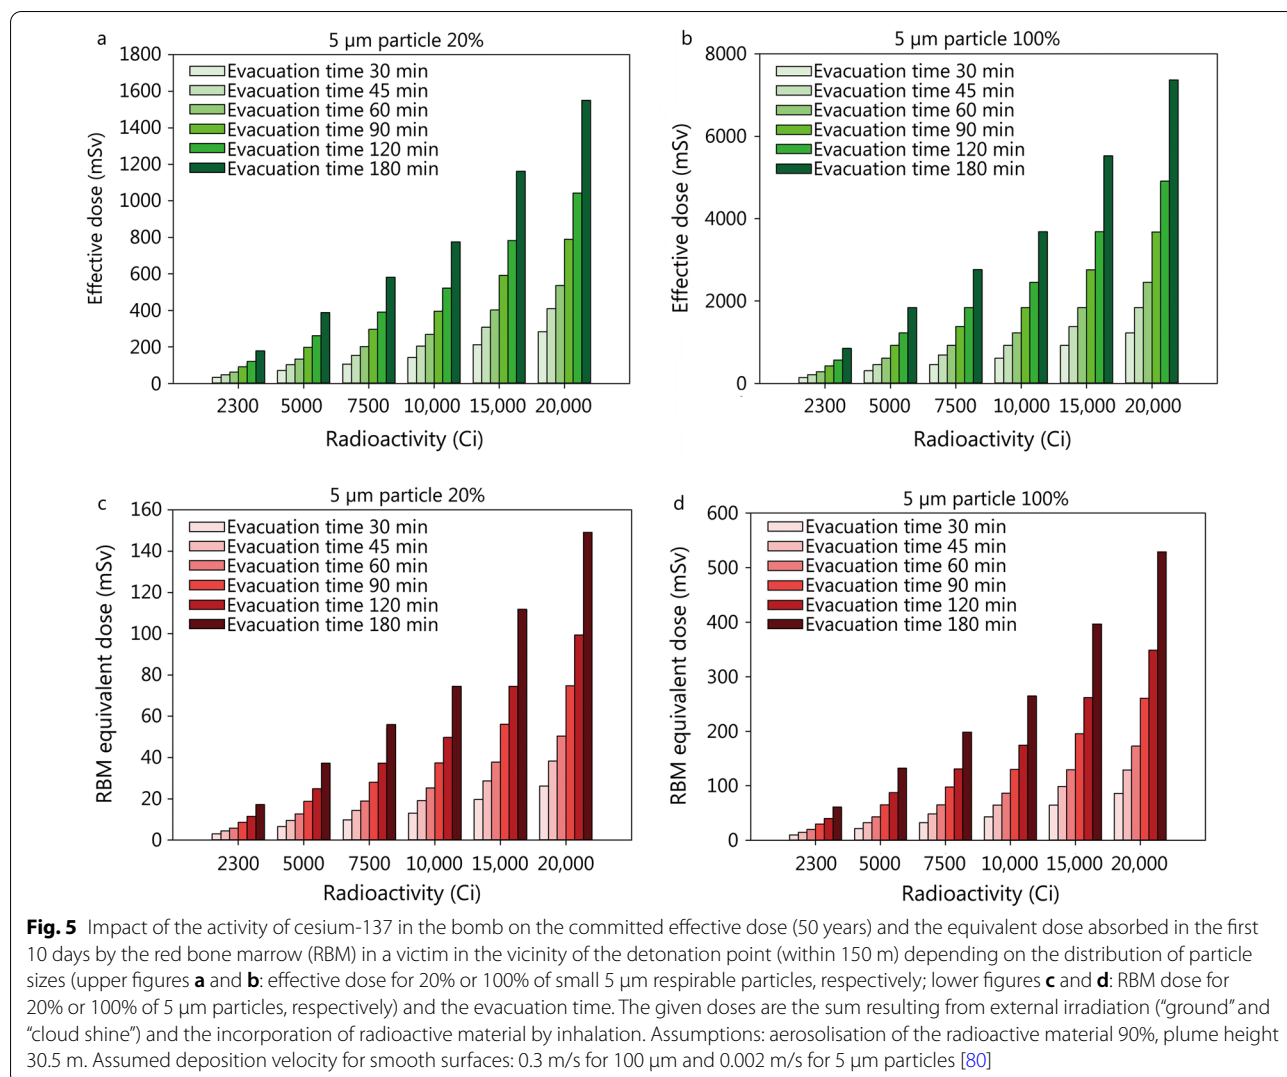 a
5 µm particle 20%
1800
1600
1400
1200
1000
800
600
400
200
0
Effective dose (mSv)
Evacuation time 30 min
Evacuation time 45 min
Evacuation time 60 min
Evacuation time 90 min
Evacuation time 120 min
Evacuation time 180 min
2300 5000 7500 10,000 15,000 20,000
Radioactivity (Ci)
b
5 µm particle 100%
8000
6000
4000
2000
0
Effective dose (mSv)
Evacuation time 30 min
Evacuation time 45 min
Evacuation time 60 min
Evacuation time 90 min
Evacuation time 120 min
Evacuation time 180 min
2300 5000 7500 10,000 15,000 20,000
Radioactivity (Ci)
c
5 µm particle 20%
160
140
120
100
80
60
40
20
0
RBM equivalent dose (mSv)
Evacuation time 30 min
Evacuation time 45 min
Evacuation time 60 min
Evacuation time 90 min
Evacuation time 120 min
Evacuation time 180 min
2300 5000 7500 10,000 15,000 20,000
Radioactivity (Ci)
d
5 µm particle 100%
600
500
400
300
200
100
0
RBM equivalent dose (mSv)
Evacuation time 30 min
Evacuation time 45 min
Evacuation time 60 min
Evacuation time 90 min
Evacuation time 120 min
Evacuation time 180 min
2300 5000 7500 10,000 15,000 20,000
Radioactivity (Ci)
Fig. 5 Impact of the activity of cesium-137 in the bomb on the committed effective dose (50 years) and the equivalent dose absorbed in the first
10 days by the red bone marrow (RBM) in a victim in the vicinity of the detonation point (within 150 m) depending on the distribution of particle
sizes (upper figures a and b: effective dose for 20% or 100% of small 5 µm respirable particles, respectively; lower figures c and d: RBM dose for
20% or 100% of 5 µm particles, respectively) and the evacuation time. The given doses are the sum resulting from external irradiation (“ground” and
“cloud shine”) and the incorporation of radioactive material by inhalation. Assumptions: aerosolisation of the radioactive material 90%, plume height
30.5 m. Assumed deposition velocity for smooth surfaces: 0.3 m/s for 100 µm and 0.002 m/s for 5 µm particles [80]